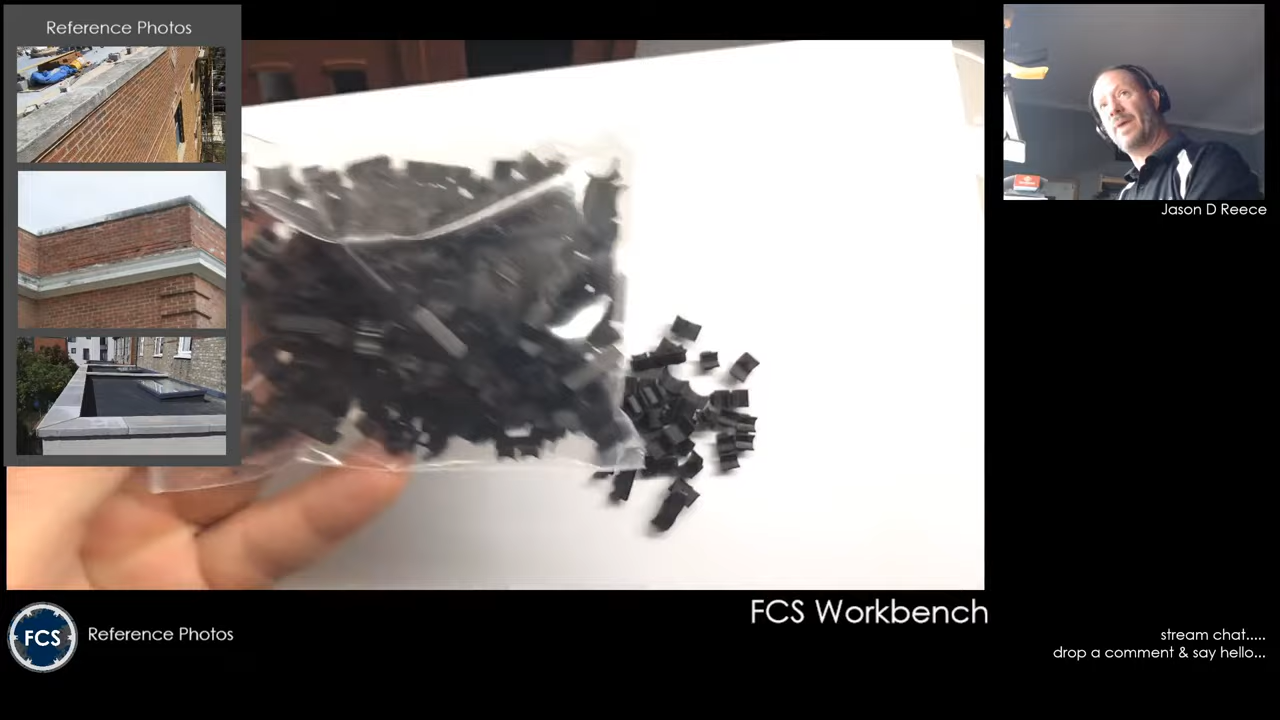 Reference Photos
Jason D Reece
FCS Workbench
FCS
Reference Photos
stream chat.....
drop a comment & say hello...